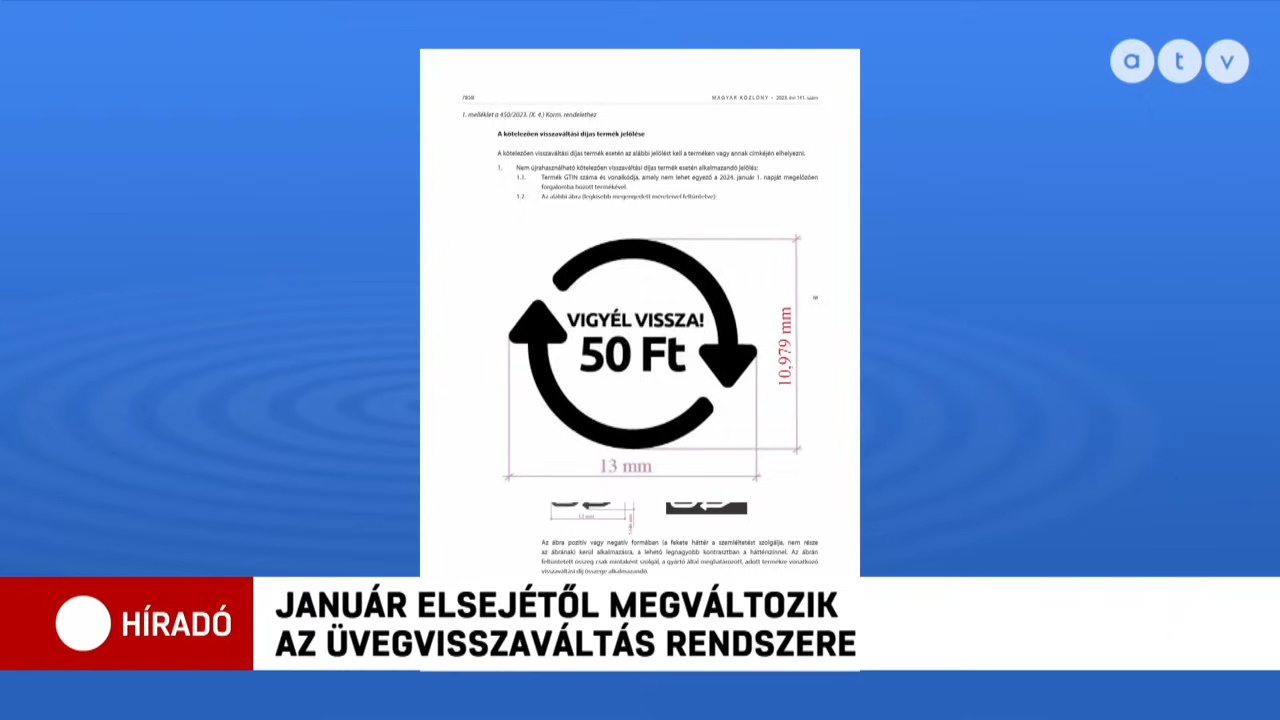 a t v
7858 MAGYAR KÖZLÖNY • 2023. évi 141. szám
1. melléklet a 450/2023. (X. 4.) Korm. rendelethez
A kötelezően visszaváltási díjas termék jelölése
A kötelezően visszaváltási díjas termék esetén az alábbi jelölést kell a terméken vagy annak címkéjén elhelyezni:
1. Nem újrahasználható kötelezően visszaváltási díjas termék esetén alkalmazandó jelölés:
1.1. Termék GTIN száma és vonalkódja, amely nem lehet egyező a 2024. január 1. napját megelőzően
forgalomba hozott termékével.
1.2. Az alábbi ábra (legkisebb megengedett méreteivel feltüntetve):
VIGYÉL VISSZA!
50 Ft
10,979 mm
13 mm
13 mm
Az ábra pozitív vagy negatív formában (a fekete háttér a szemléltetést szolgálja, nem része
az ábrának) kerül alkalmazásra, a lehető legnagyobb kontrasztban a háttérszínnel. Az ábrán
feltüntetett összeg csak mintaként szolgál, a gyártó által meghatározott, adott termékre vonatkozó
visszaváltási díj összege alkalmazandó.
HÍRADÓ
JANUÁR ELSEJÉTŐL MEGVÁLTOZIK
AZ ÜVEGVISSZAVÁLTÁS RENDSZERE